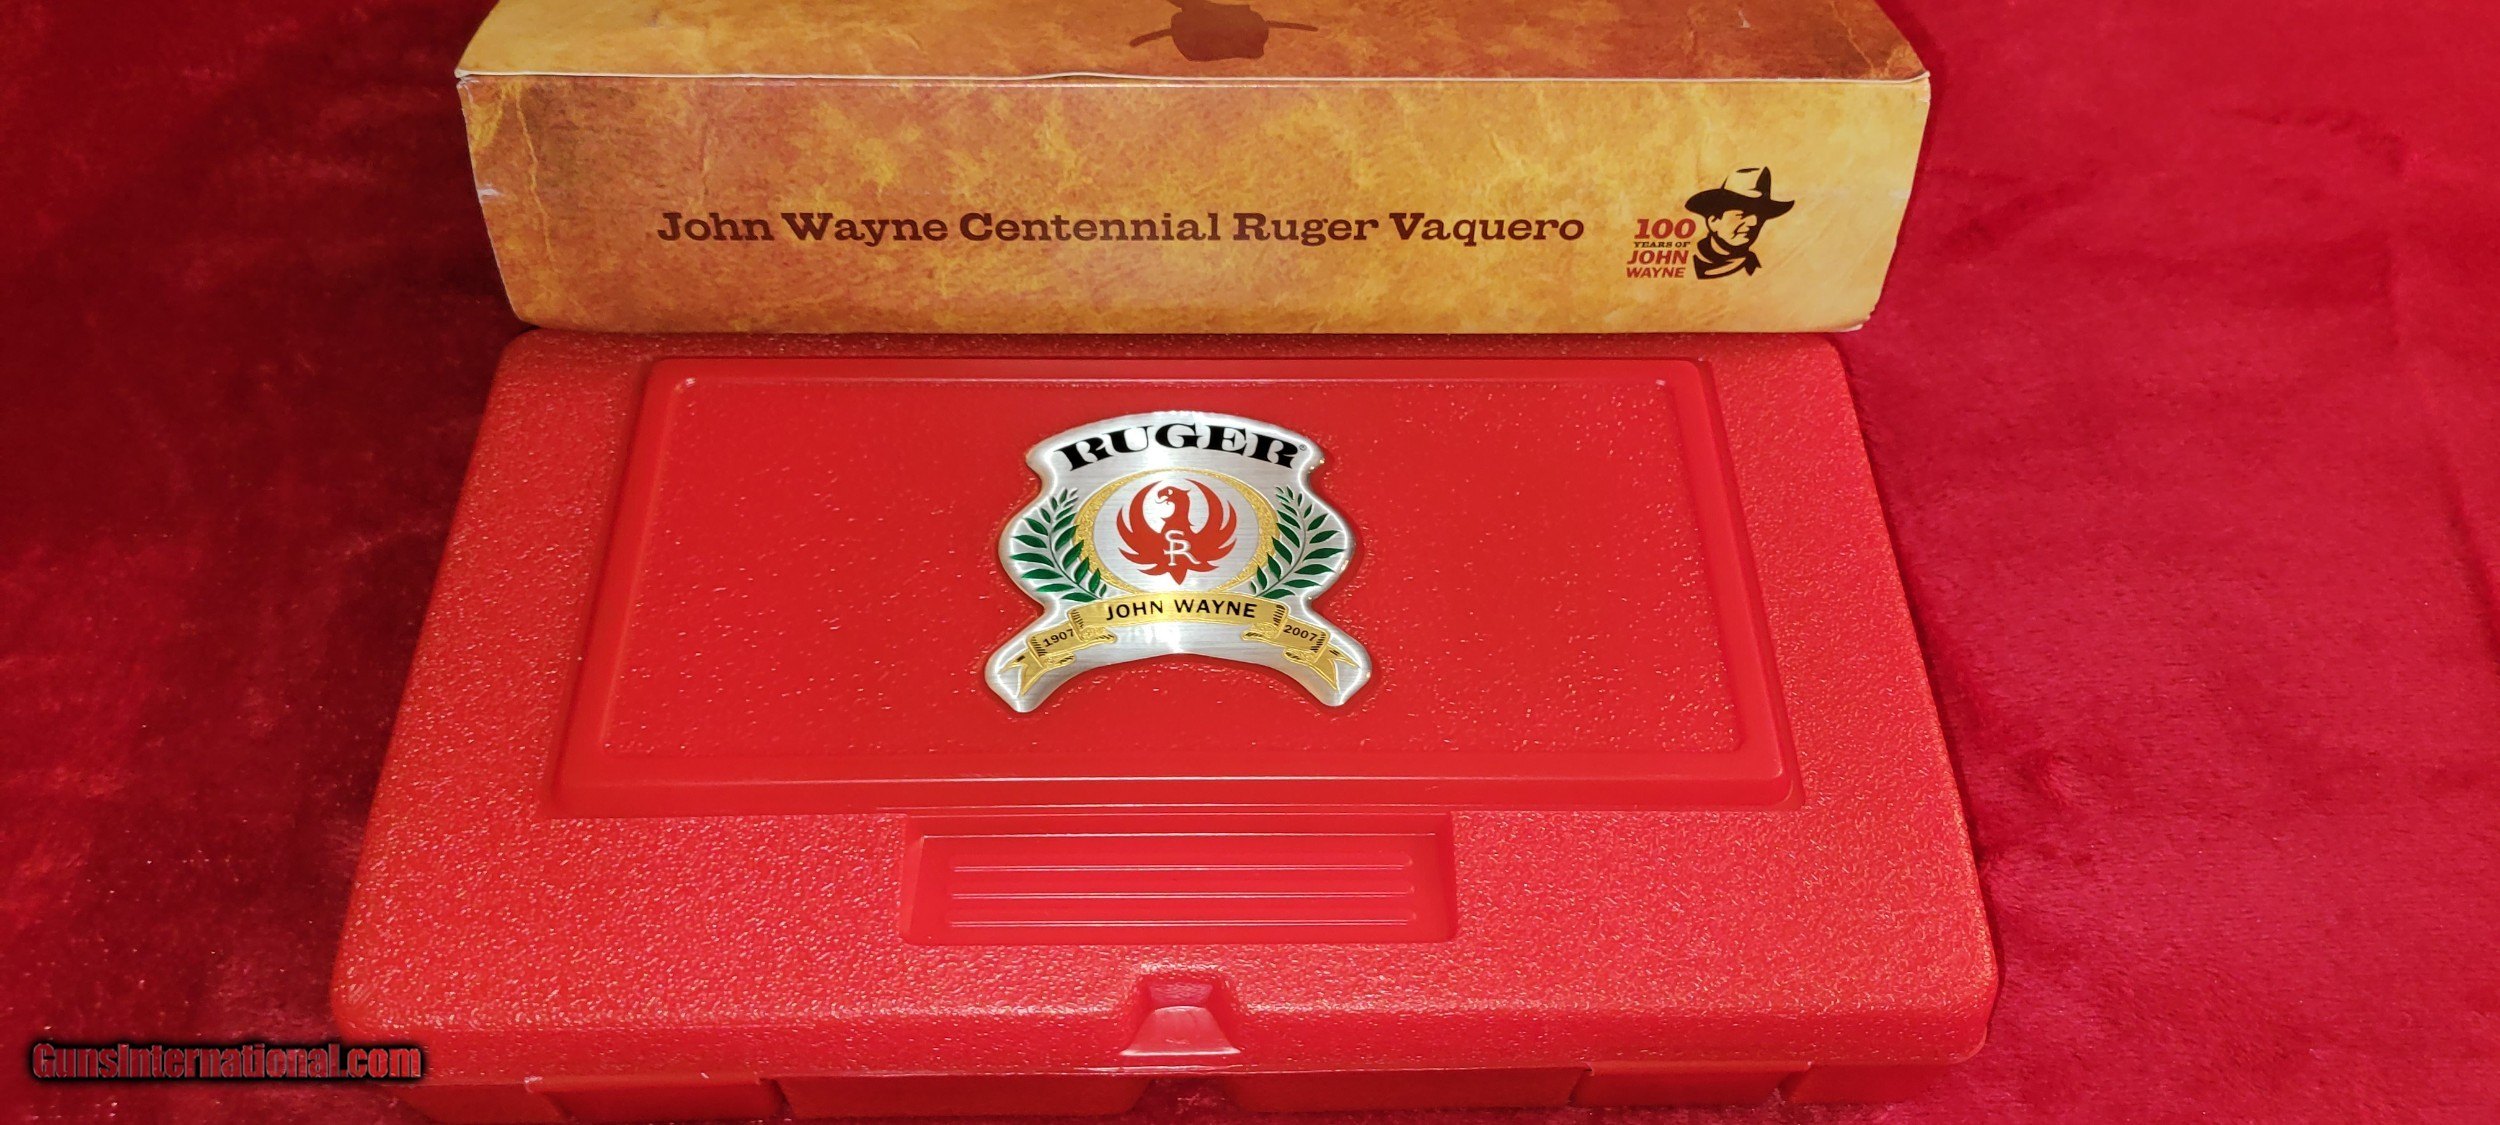 John Wayne Centennial Ruger Vaquero
100
YEARS OF
JOHN
WAYNE
RUGER®
SR
JOHN WAYNE
1907 2007
GunsInternational.com